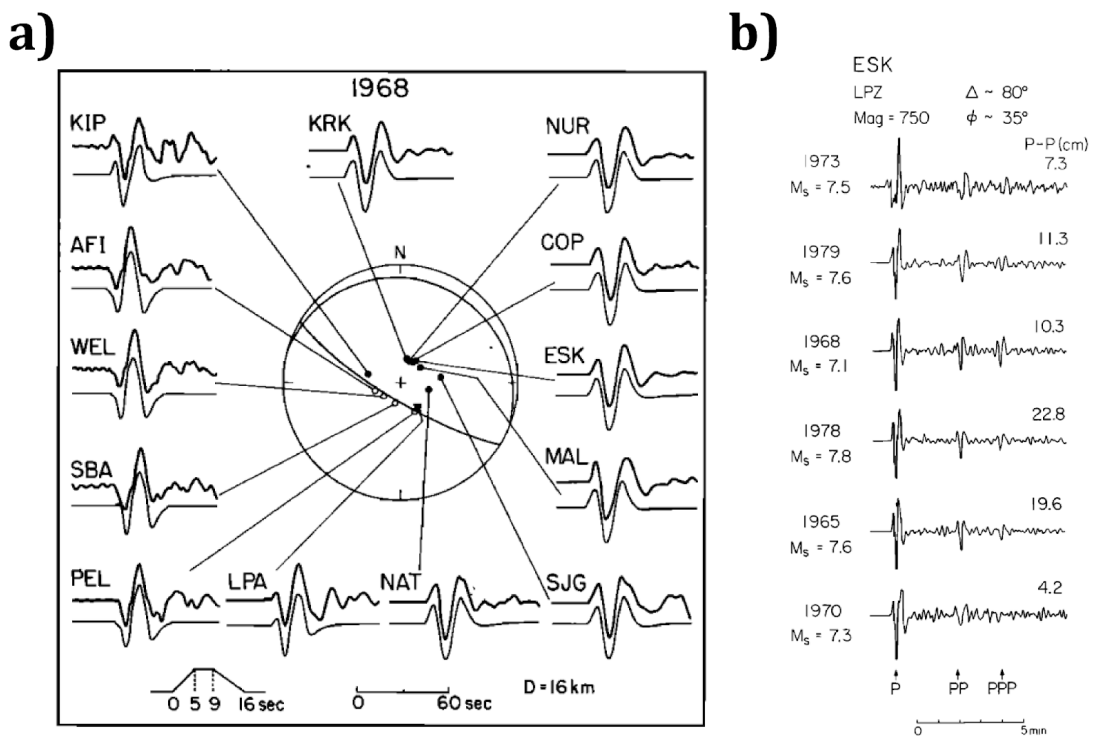 a)
1968
KIP
KRK
NUR
AFI
N
COP
WEL
ESK
SBA
MAL
PEL
LPA
NAT
SJG
0 5 9 16 sec
0 60 sec
D = 16 km
b)
ESK
LPZ Δ ~ 80°
Mag = 750 ϕ ~ 35°
P-P (cm)
1973 7.3
Ms = 7.5
1979 11.3
Ms = 7.6
1968 10.3
Ms = 7.1
1978 22.8
Ms = 7.8
1965 19.6
Ms = 7.6
1970 4.2
Ms = 7.3
P PP PPP
0 5 min